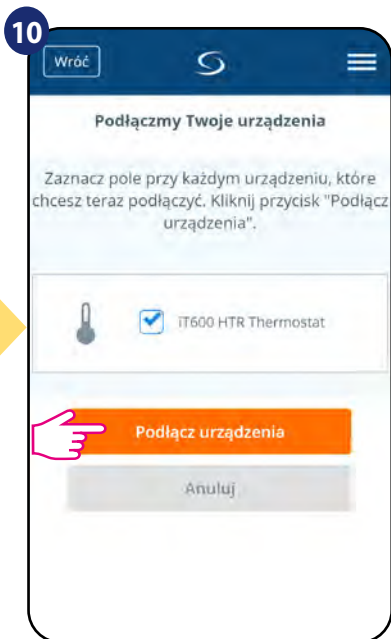 10
Wróć
Podłączmy Twoje urządzenia
Zaznacz pole przy każdym urządzeniu, które
chcesz teraz podłączyć. Kliknij przycisk "Podłącz
urządzenia".
iT600 HTR Thermostat
Podłącz urządzenia
Anuluj